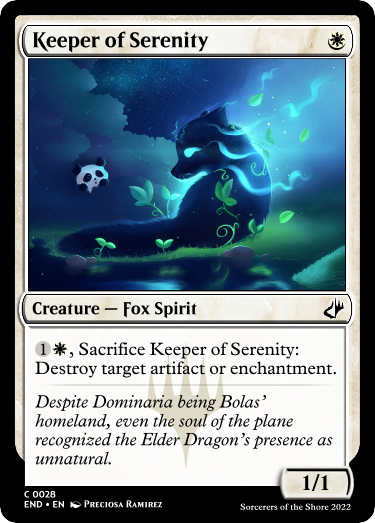 Keeper of Serenity
Creature — Fox Spirit
1, Sacrifice Keeper of Serenity:
Destroy target artifact or enchantment.
Despite Dominaria being Bolas’
homeland, even the soul of the plane
recognized the Elder Dragon’s presence as
unnatural.
1/1
C 0028
END • EN Preciosa Ramirez
Sorcerers of the Shore 2022